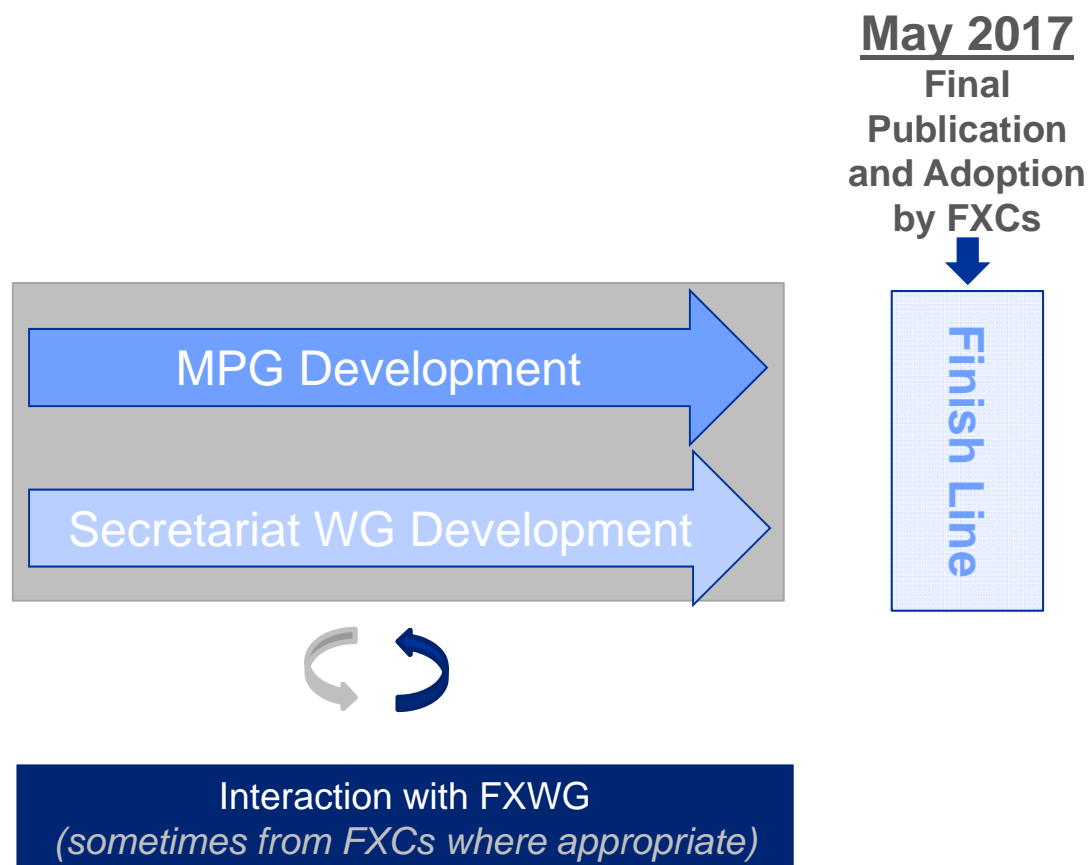 May 2017
Final
Publication
and Adoption
by FXCs
MPG Development
Secretariat WG Development
Finish Line
Interaction with FXWG
(sometimes from FXCs where appropriate)